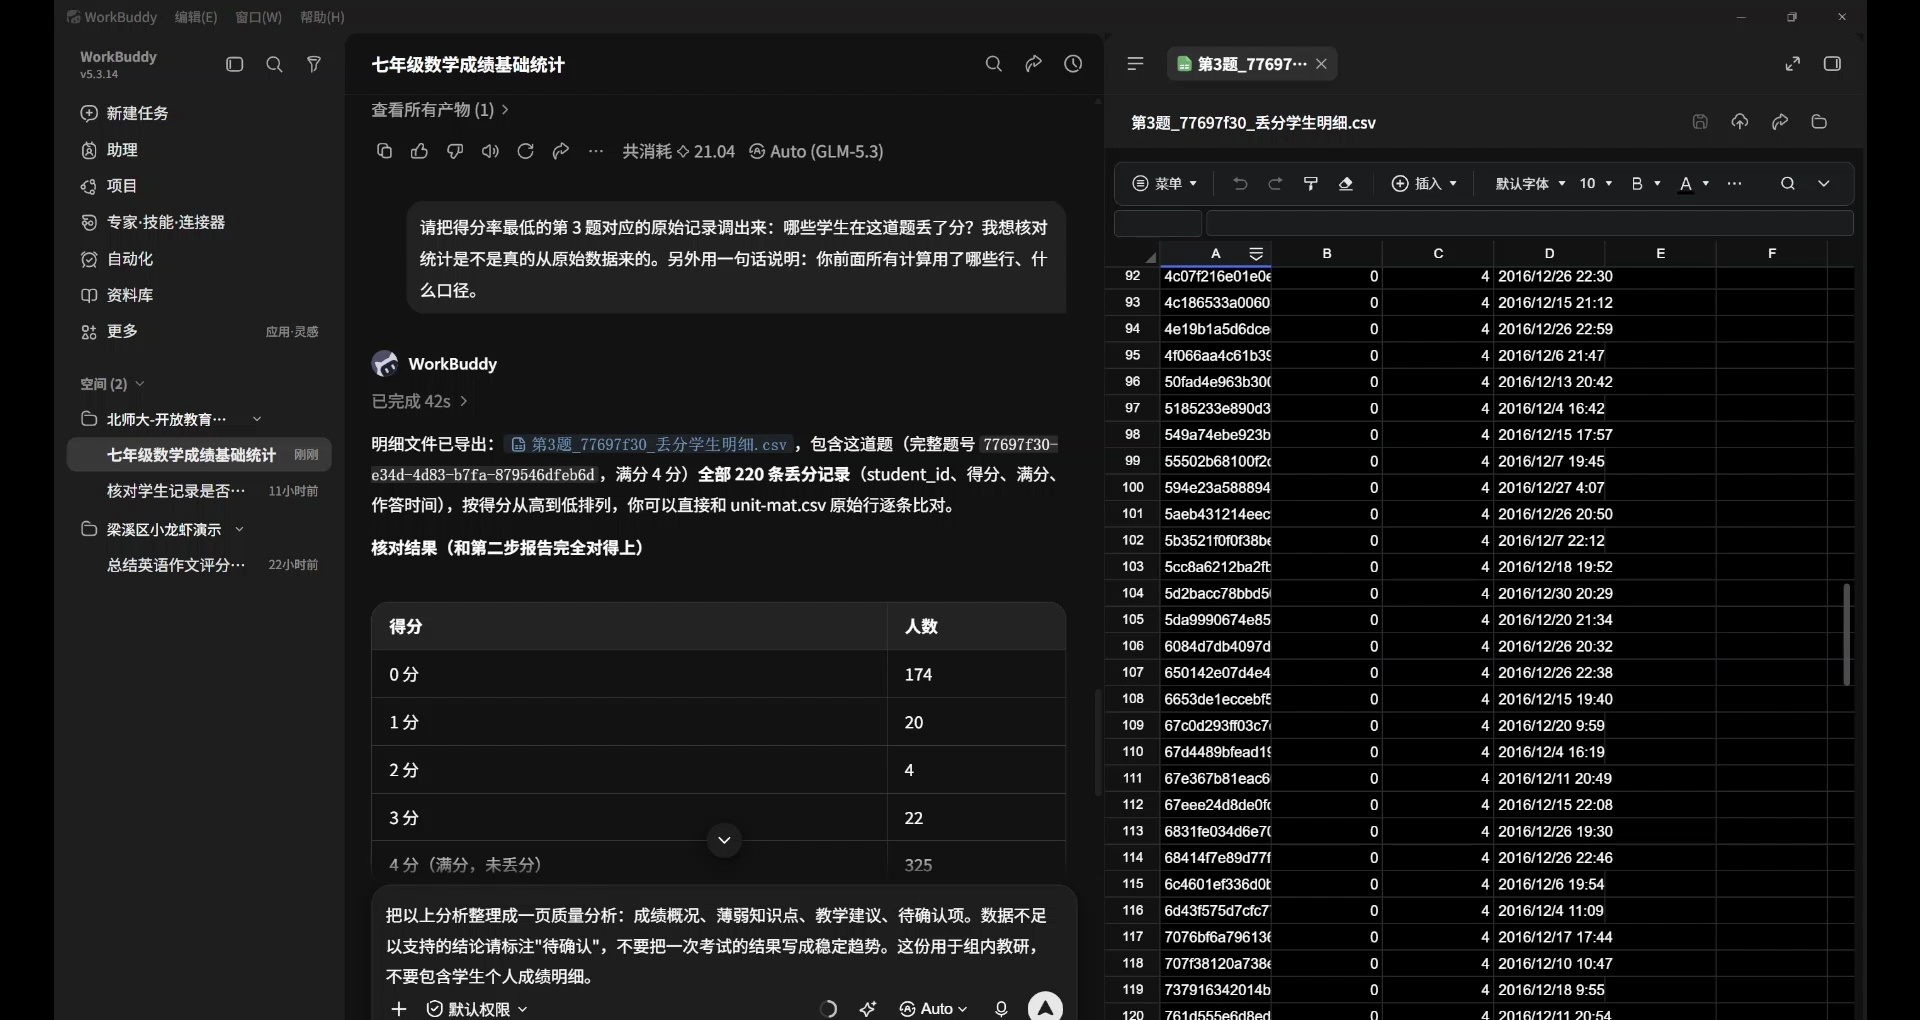 WorkBuddy 编辑(E) 窗口(W) 帮助(H)
WorkBuddy
v5.3.14
新建任务
助理
项目
专家·技能·连接器
自动化
资料库
更多 应用·灵感
空间 (2)
北师大-开放教育···
七年级数学成绩基础统计 刚刚
核对学生记录是否··· 11小时前
梁溪区小龙虾演示
总结英语作文评分··· 22小时前
七年级数学成绩基础统计
查看所有产物 (1) >
共消耗 21.04 Auto (GLM-5.3)
请把得分率最低的第 3 题对应的原始记录调出来：哪些学生在这道题丢了分？我想核对
统计是不是真的从原始数据来的。另外用一句话说明：你前面所有计算用了哪些行、什
么口径。
WorkBuddy
已完成 42s >
明细文件已导出： 第3题_77697f30_丢分学生明细.csv ，包含这道题（完整题号 77697f30-
e34d-4d83-b7fa-879546dfeb6d ，满分 4 分）全部 220 条丢分记录（student_id、得分、满分、
作答时间），按得分从高到低排列，你可以直接和 unit-mat.csv 原始行逐条比对。
核对结果（和第二步报告完全对得上）
得分 人数
0 分 174
1 分 20
2 分 4
3 分 22
4 分（满分，未丢分） 325
把以上分析整理成一页质量分析：成绩概况、薄弱知识点、教学建议、待确认项。数据不足
以支持的结论请标注"待确认"，不要把一次考试的结果写成稳定趋势。这份用于组内教研，
不要包含学生个人成绩明细。
默认权限 Auto
第3题_77697···
第3题_77697f30_丢分学生明细.csv
菜单 插入 默认字体 10 B A ···
A B C D E F
92 4c07f216e01e0e 0 4 2016/12/26 22:30
93 4c186533a0060 0 4 2016/12/15 21:12
94 4e19b1a5d6dce 0 4 2016/12/26 22:59
95 4f066aa4c61b39 0 4 2016/12/6 21:47
96 50fad4e963b300 0 4 2016/12/13 20:42
97 5185233e890d3 0 4 2016/12/4 16:42
98 549a74ebe923b 0 4 2016/12/15 17:57
99 55502b68100f2c 0 4 2016/12/7 19:45
100 594e23a588894 0 4 2016/12/27 4:07
101 5aeb431214eec 0 4 2016/12/26 20:50
102 5b3521f0f0f38be 0 4 2016/12/7 22:12
103 5cc8a6212ba2fb 0 4 2016/12/18 19:52
104 5d2bacc78bbd5 0 4 2016/12/30 20:29
105 5da9990674e85 0 4 2016/12/20 21:34
106 6084d7db4097d 0 4 2016/12/26 20:32
107 650142e07d4e4 0 4 2016/12/26 22:38
108 6653de1eccebf5 0 4 2016/12/15 19:40
109 67c0d293ff03c7 0 4 2016/12/20 9:59
110 67d4489bfead19 0 4 2016/12/4 16:19
111 67e367b81eac6 0 4 2016/12/11 20:49
112 67eee24d8de0fc 0 4 2016/12/15 22:08
113 6831fe034d6e70 0 4 2016/12/26 19:30
114 68414f7e89d77f 0 4 2016/12/26 22:46
115 6c4601ef336d0b 0 4 2016/12/6 19:54
116 6d43f575d7cfc7 0 4 2016/12/4 11:09
117 7076bf6a796136 0 4 2016/12/17 17:44
118 707f38120a738e 0 4 2016/12/10 10:47
119 737916342014b 0 4 2016/12/18 9:55
120 761d555e6d8ed 0 4 2016/12/11 20:54